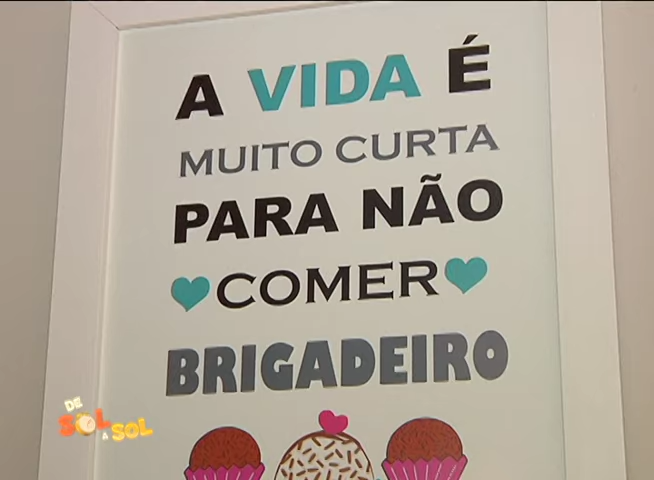 A VIDA É
MUITO CURTA
PARA NÃO
COMER
BRIGADEIRO
DE
SOL
A SOL